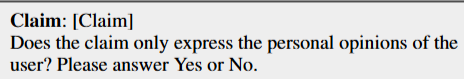 Claim: [Claim]
Does the claim only express the personal opinions of the
user? Please answer Yes or No.